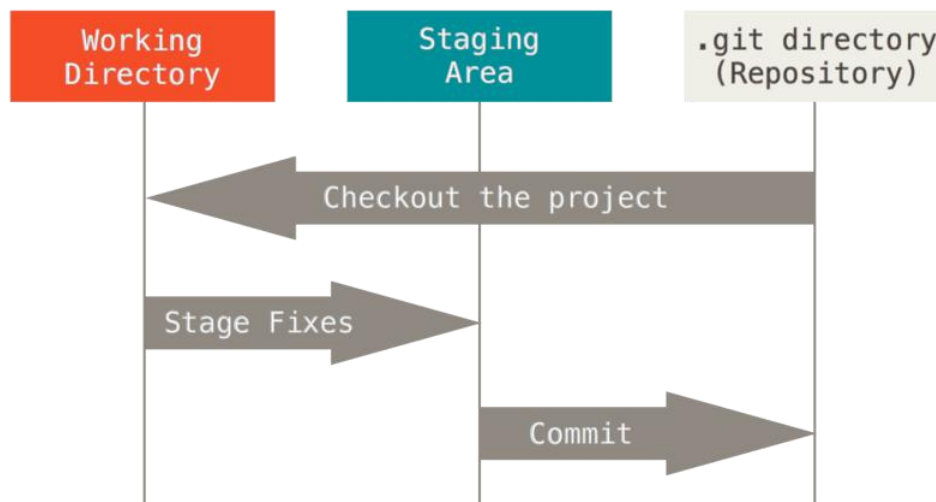 Working
Directory
Staging
Area
.git directory
(Repository)
Checkout the project
Stage Fixes
Commit